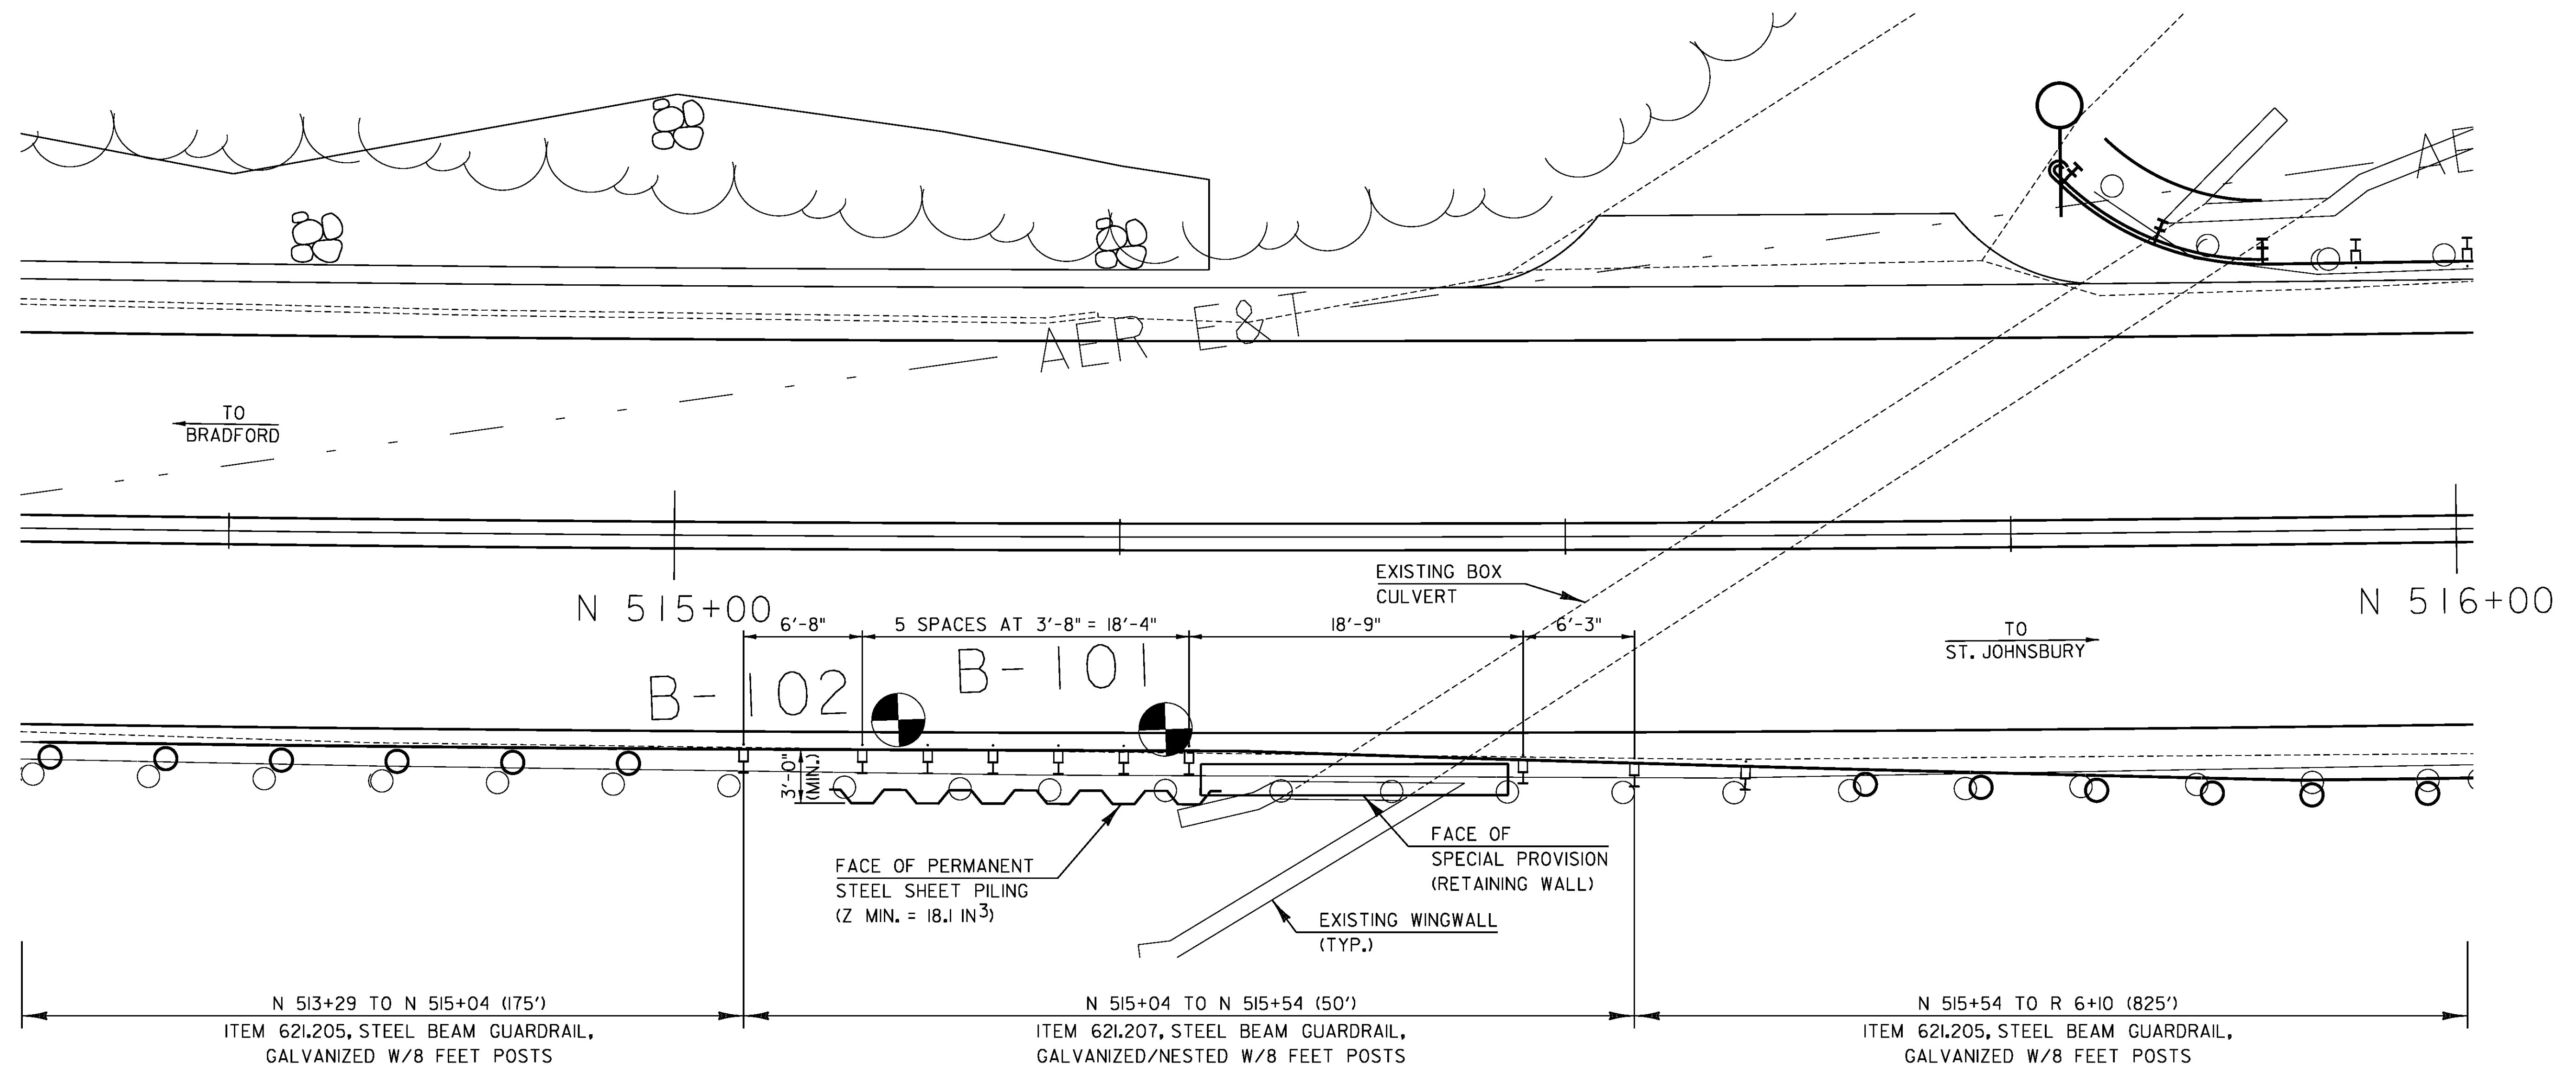 AE
AER E&T
TO
BRADFORD
EXISTING BOX
CULVERT
N 515+00
N 516+00
6'-8"
5 SPACES AT 3'-8" = 18'-4"
18'-9"
6'-3"
TO
ST. JOHNSBURY
B-102
B-101
3'-0"
(MIN.)
FACE OF PERMANENT
STEEL SHEET PILING
(Z MIN. = 18.1 IN3)
FACE OF
SPECIAL PROVISION
(RETAINING WALL)
EXISTING WINGWALL
(TYP.)
N 513+29 TO N 515+04 (175')
ITEM 621.205, STEEL BEAM GUARDRAIL,
GALVANIZED W/8 FEET POSTS
N 515+04 TO N 515+54 (50')
ITEM 621.207, STEEL BEAM GUARDRAIL,
GALVANIZED/NESTED W/8 FEET POSTS
N 515+54 TO R 6+10 (825')
ITEM 621.205, STEEL BEAM GUARDRAIL,
GALVANIZED W/8 FEET POSTS